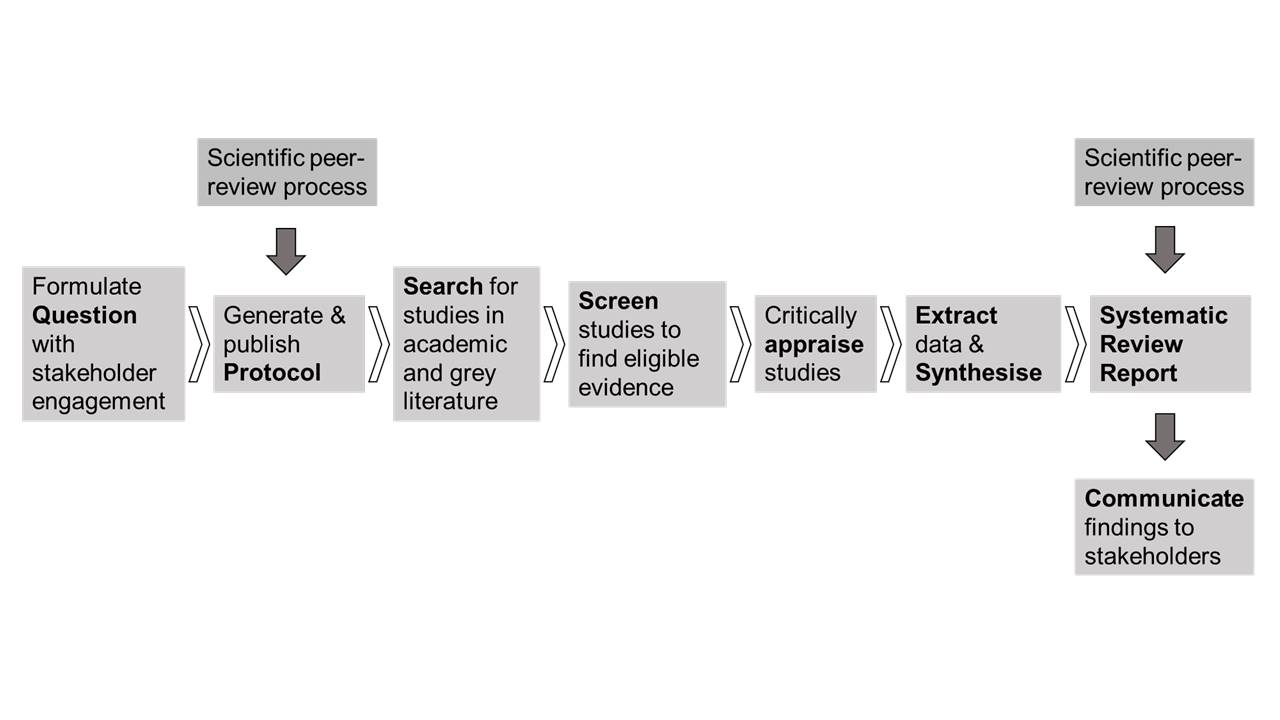 Scientific peer-
review process
Scientific peer-
review process
Formulate
Question
with
stakeholder
engagement
Generate &
publish
Protocol
Search for
studies in
academic
and grey
literature
Screen
studies to
find eligible
evidence
Critically
appraise
studies
Extract
data &
Synthesise
Systematic
Review
Report
Communicate
findings to
stakeholders